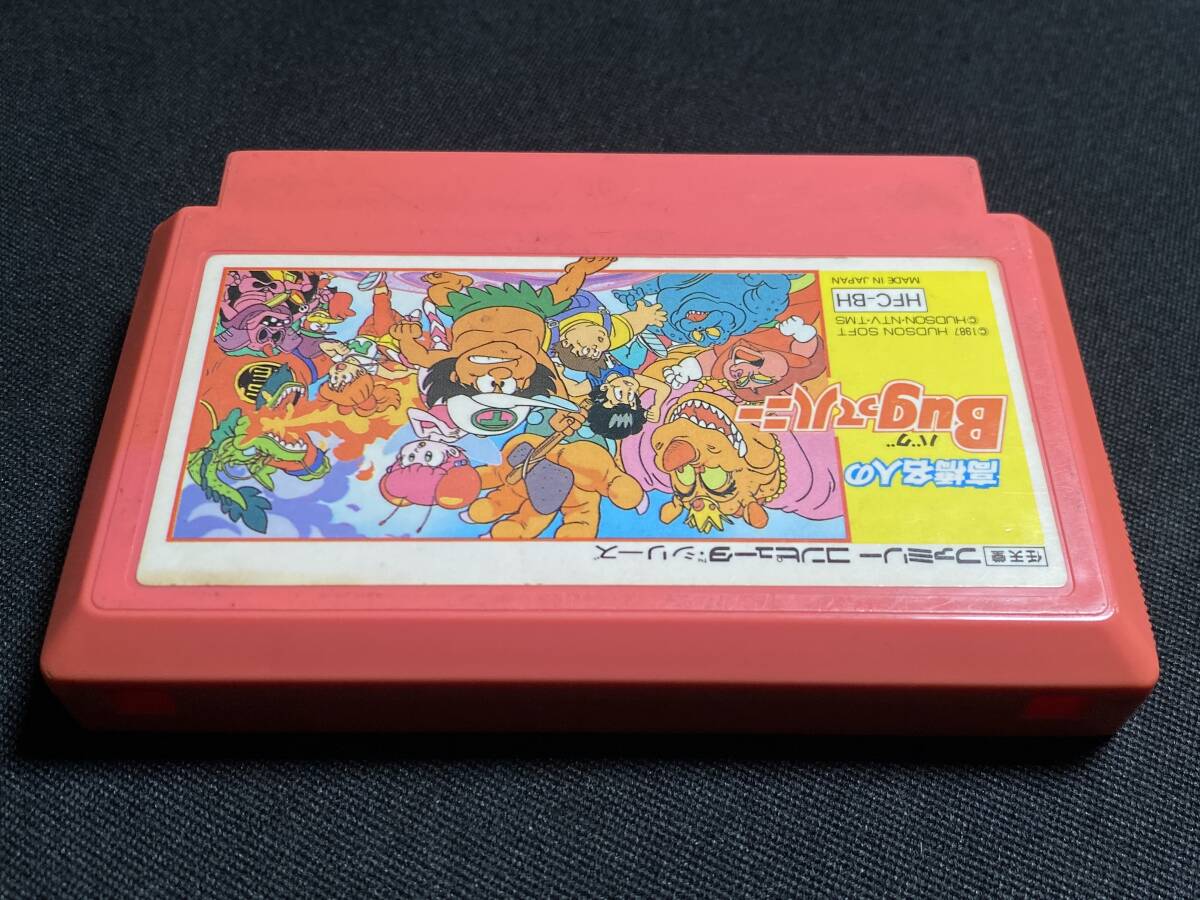 任天堂 ファミリー コンピュータ™ シリーズ
高橋名人の
バグ
Bugってハニー
©1987 HUDSON SOFT
©HUDSON・NTV・TMS
HFC-BH
MADE IN JAPAN